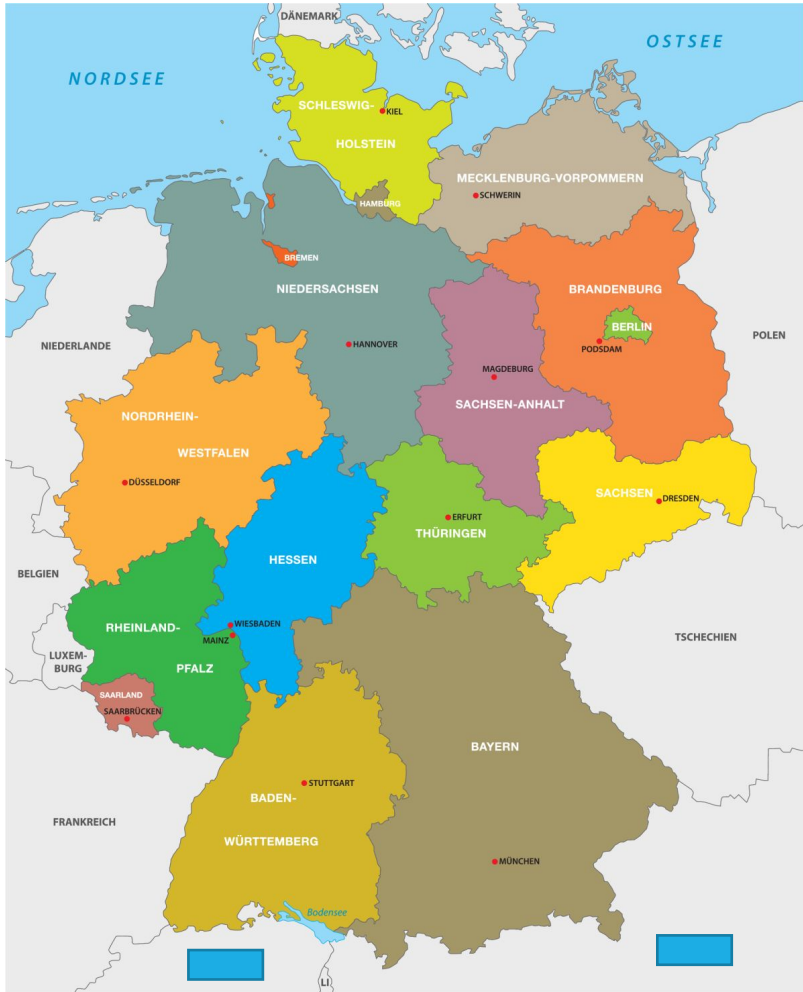 DÄNEMARK
OSTSEE
NORDSEE
SCHLESWIG-
KIEL
HOLSTEIN
MECKLENBURG-VORPOMMERN
SCHWERIN
HAMBURG
BREMEN
NIEDERSACHSEN
BRANDENBURG
BERLIN
POLEN
NIEDERLANDE
HANNOVER
PODSDAM
MAGDEBURG
SACHSEN-ANHALT
NORDRHEIN-
WESTFALEN
DÜSSELDORF
SACHSEN
DRESDEN
ERFURT
THÜRINGEN
HESSEN
BELGIEN
RHEINLAND-
WIESBADEN
MAINZ
TSCHECHIEN
LUXEM-
BURG
PFALZ
SAARLAND
SAARBRÜCKEN
BAYERN
STUTTGART
BADEN-
FRANKREICH
WÜRTTEMBERG
MÜNCHEN
Bodensee
LI